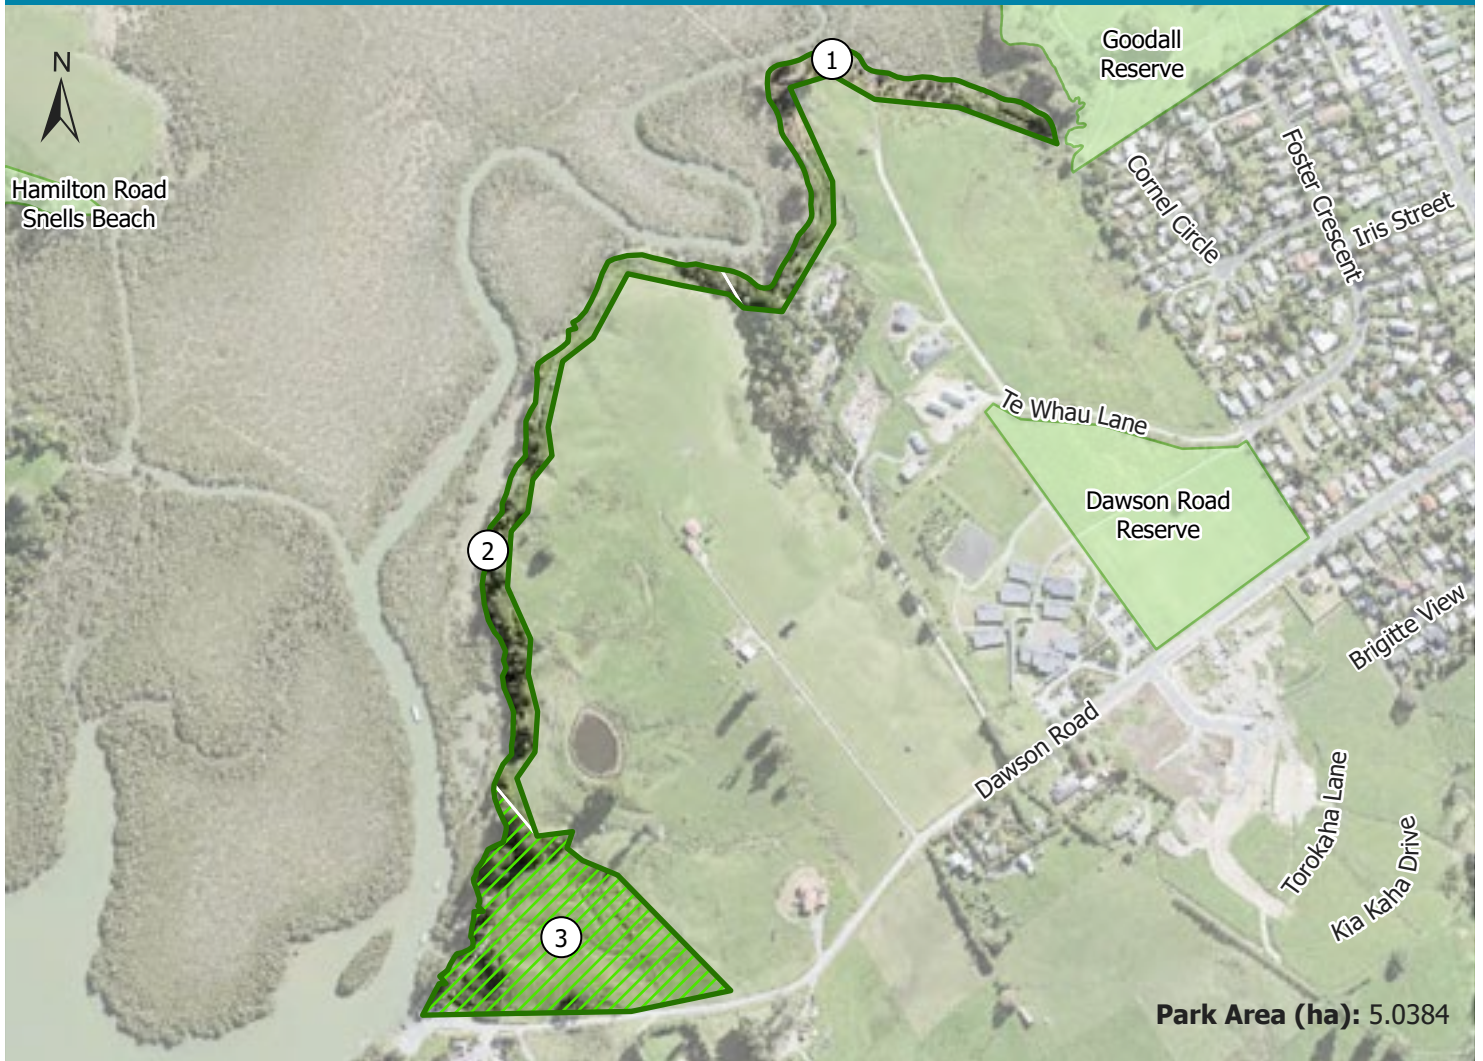 N
1
Goodall
Reserve
Hamilton Road
Snells Beach
Cornel Circle
Foster Crescent
Iris Street
Te Whau Lane
Dawson Road
Reserve
2
Brigitte View
Dawson Road
Torokaha Lane
Kia Kaha Drive
3
Park Area (ha): 5.0384